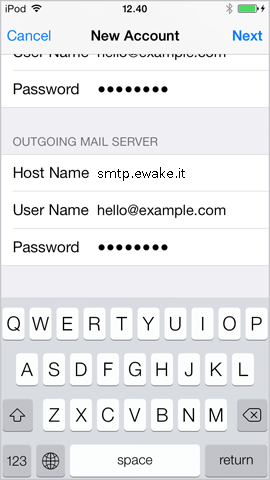 iPod 12.40
Cancel New Account Next
User Name hello@example.com
Password ●●●●●●●●
OUTGOING MAIL SERVER
Host Name smtp.ewake.it
User Name hello@example.com
Password ●●●●●●●●
Q W E R T Y U I O P
A S D F G H J K L
Z X C V B N M
123 space return